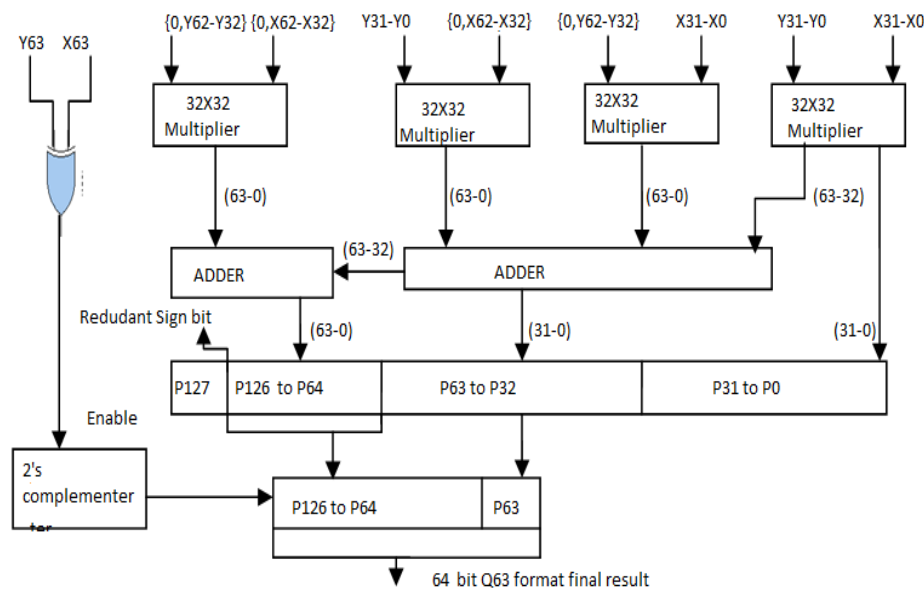 {0,Y62-Y32} {0,X62-X32} Y31-Y0 {0,X62-X32} {0,Y62-Y32} X31-X0 Y31-Y0 X31-X0
Y63 X63
32X32
Multiplier
32X32
Multiplier
32X32
Multiplier
32X32
Multiplier
(63-0) (63-0) (63-0) (63-32)
(63-32)
ADDER
ADDER
Redudant Sign bit
(63-0) (31-0) (31-0)
P127 P126 to P64 P63 to P32 P31 to P0
Enable
2's
complementer
ter
P126 to P64 P63
64 bit Q63 format final result